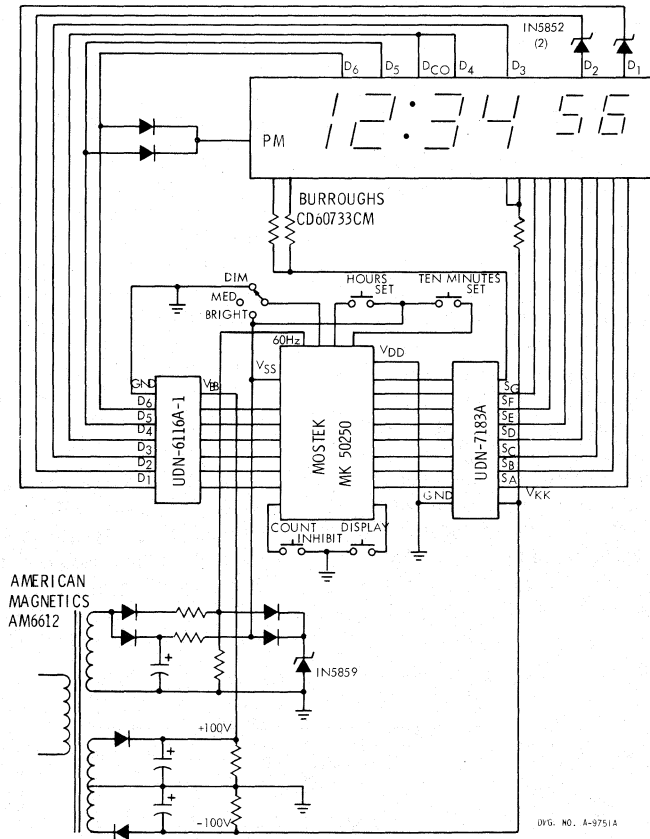 IN5852
(2)
D6 D5 DCO D4 D3 D2 D1
PM 12:34 56
BURROUGHS
CD60733CM
DIM
MED
BRIGHT
HOURS
SET
TEN MINUTES
SET
60Hz
VSS
VDD
GND VBB
D6
D5
D4
D3
D2
D1
UDN-6116A-1
MOSTEK
MK 50250
UDN-7183A
SG
SF
SE
SD
SC
SB
SA
GND VKK
COUNT DISPLAY
INHIBIT
AMERICAN
MAGNETICS
AM6612
IN5859
+100V
-100V
DVG. NO. A-9751A